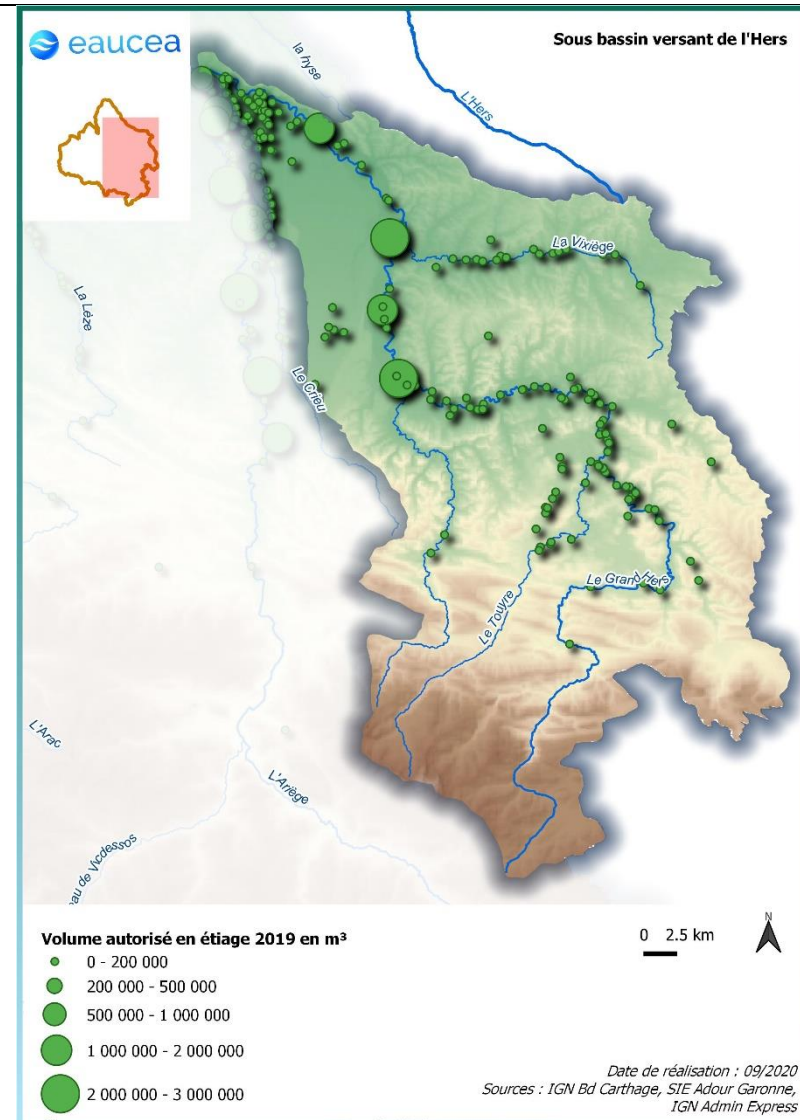 eaucea
Sous bassin versant de l'Hers
la hyse
L'Hers
La Vixiège
La Lèze
Le Crieu
Le Grand Hers
Le Touyre
L'Arac
L'Ariège
eau de Vicdessos
Volume autorisé en étiage 2019 en m³
0 - 200 000
200 000 - 500 000
500 000 - 1 000 000
1 000 000 - 2 000 000
2 000 000 - 3 000 000
0 2.5 km
N
Date de réalisation : 09/2020
Sources : IGN Bd Carthage, SIE Adour Garonne,
IGN Admin Express